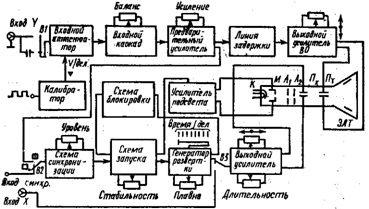 Вход Y
Баланс
Усиление
В1
Входной аттенюатор
Входной каскад
Предварительный усилитель
Линия задержки
Выходной усилитель ВО
V/дел.
Калибратор
Схема блокировки
Усилитель подсвета
К
И
А₁
А₂
Пₓ
Пᵧ
ЭЛТ
Уровень
Время/дел
В2
Схема синхронизации
Схема запуска
Генератор развертки
В3
Выходной усилитель
Вход синхр.
Вход X
Стабильность
Плавно
Длительность